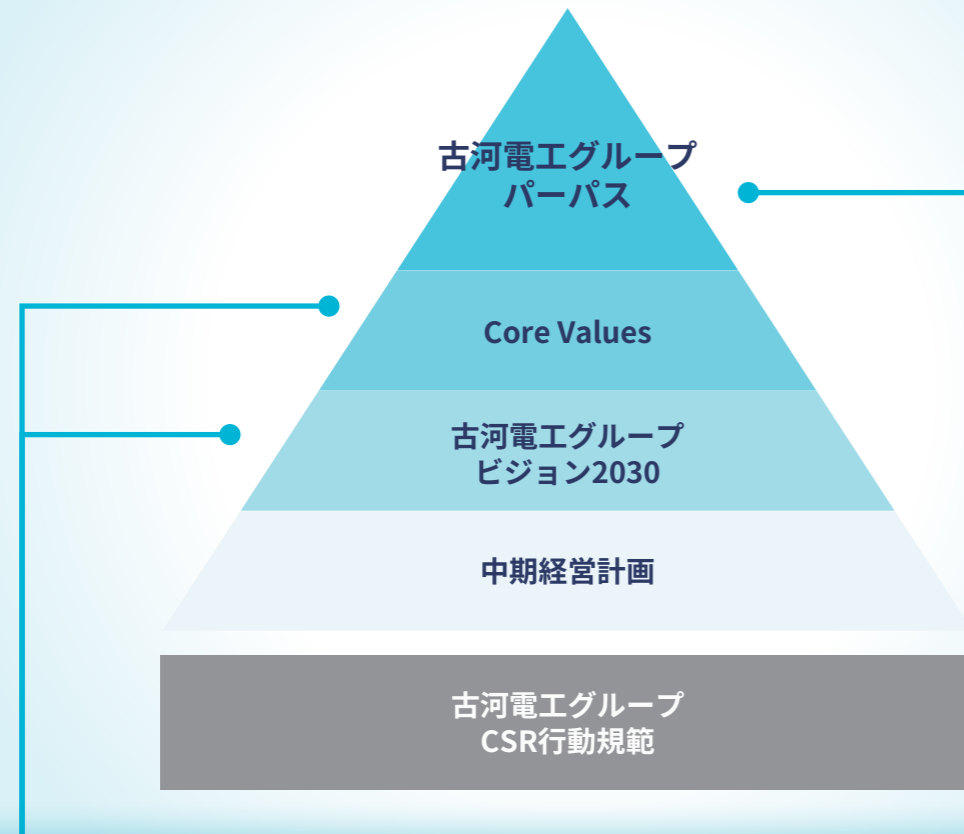 古河電工グループ
パーパス
Core Values
古河電工グループ
ビジョン2030
中期経営計画
古河電工グループ
CSR行動規範